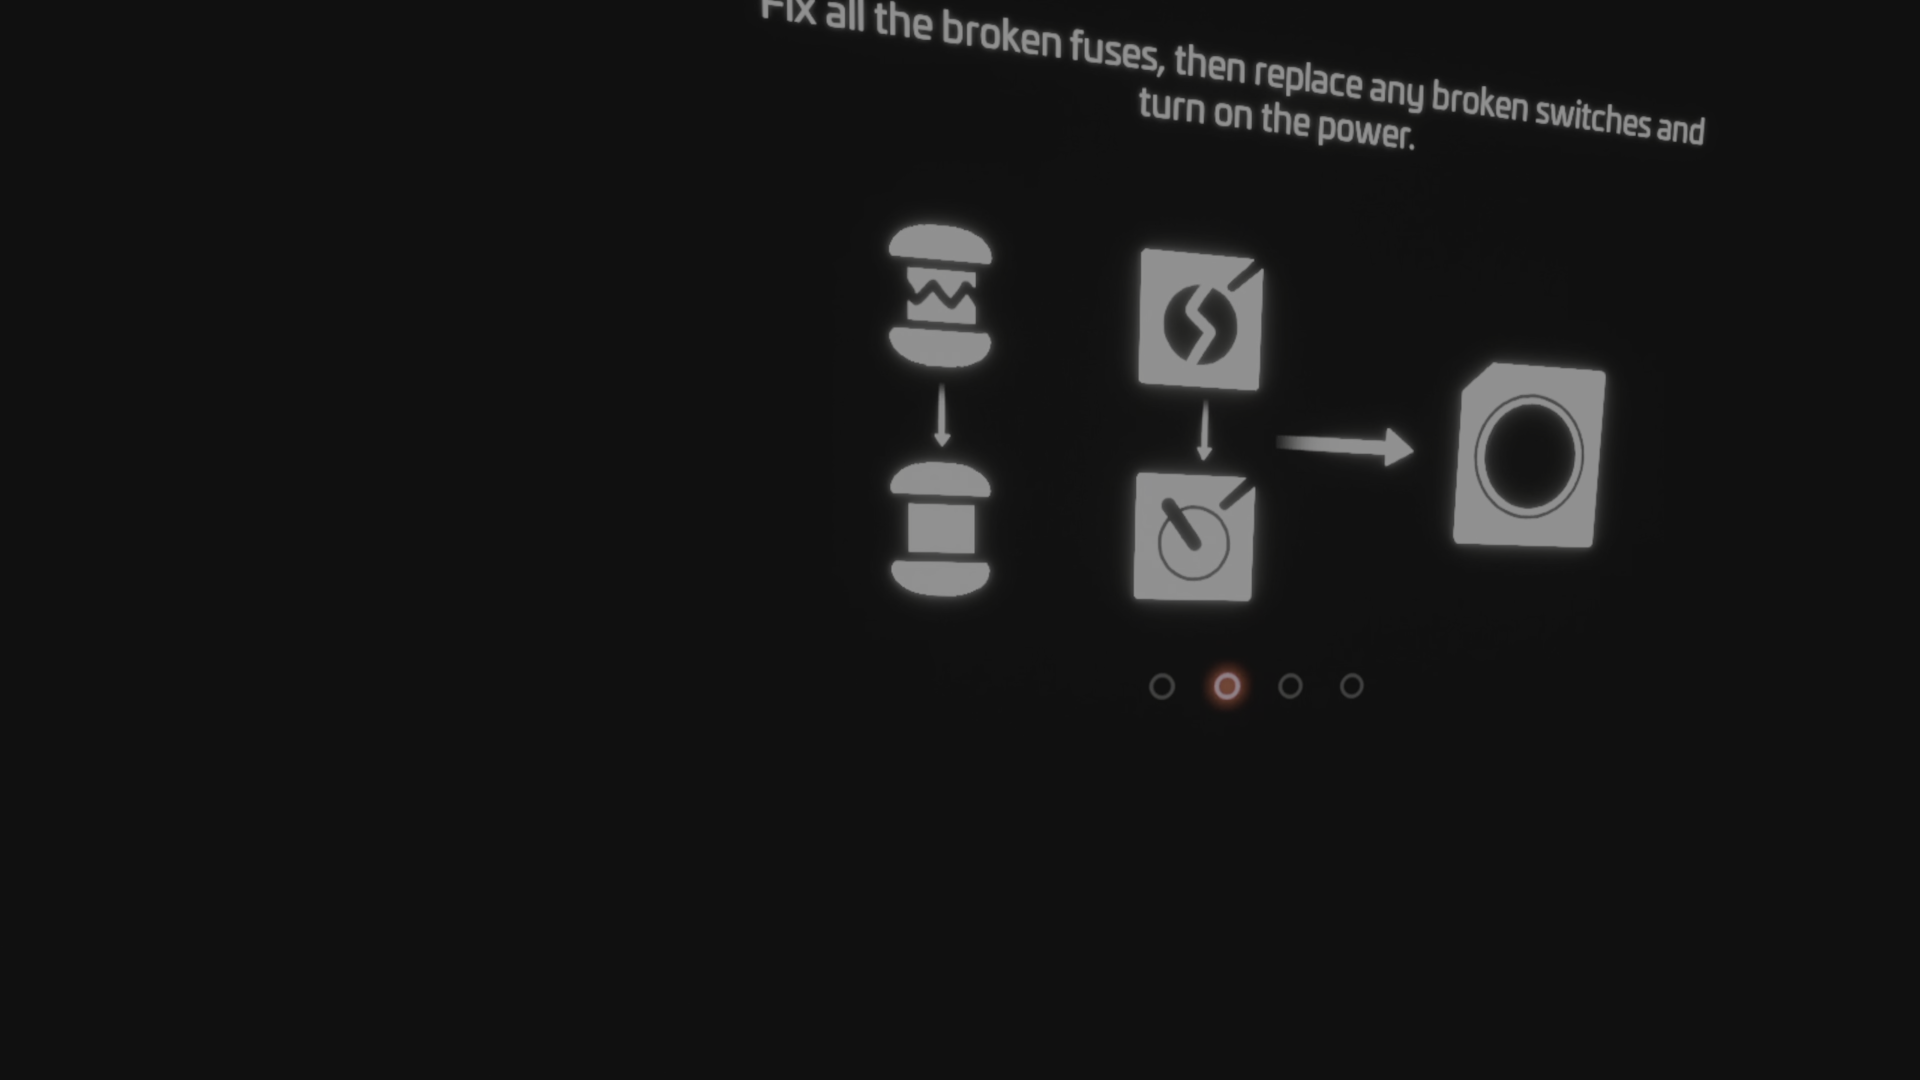 Fix all the broken fuses, then replace any broken switches and
turn on the power.